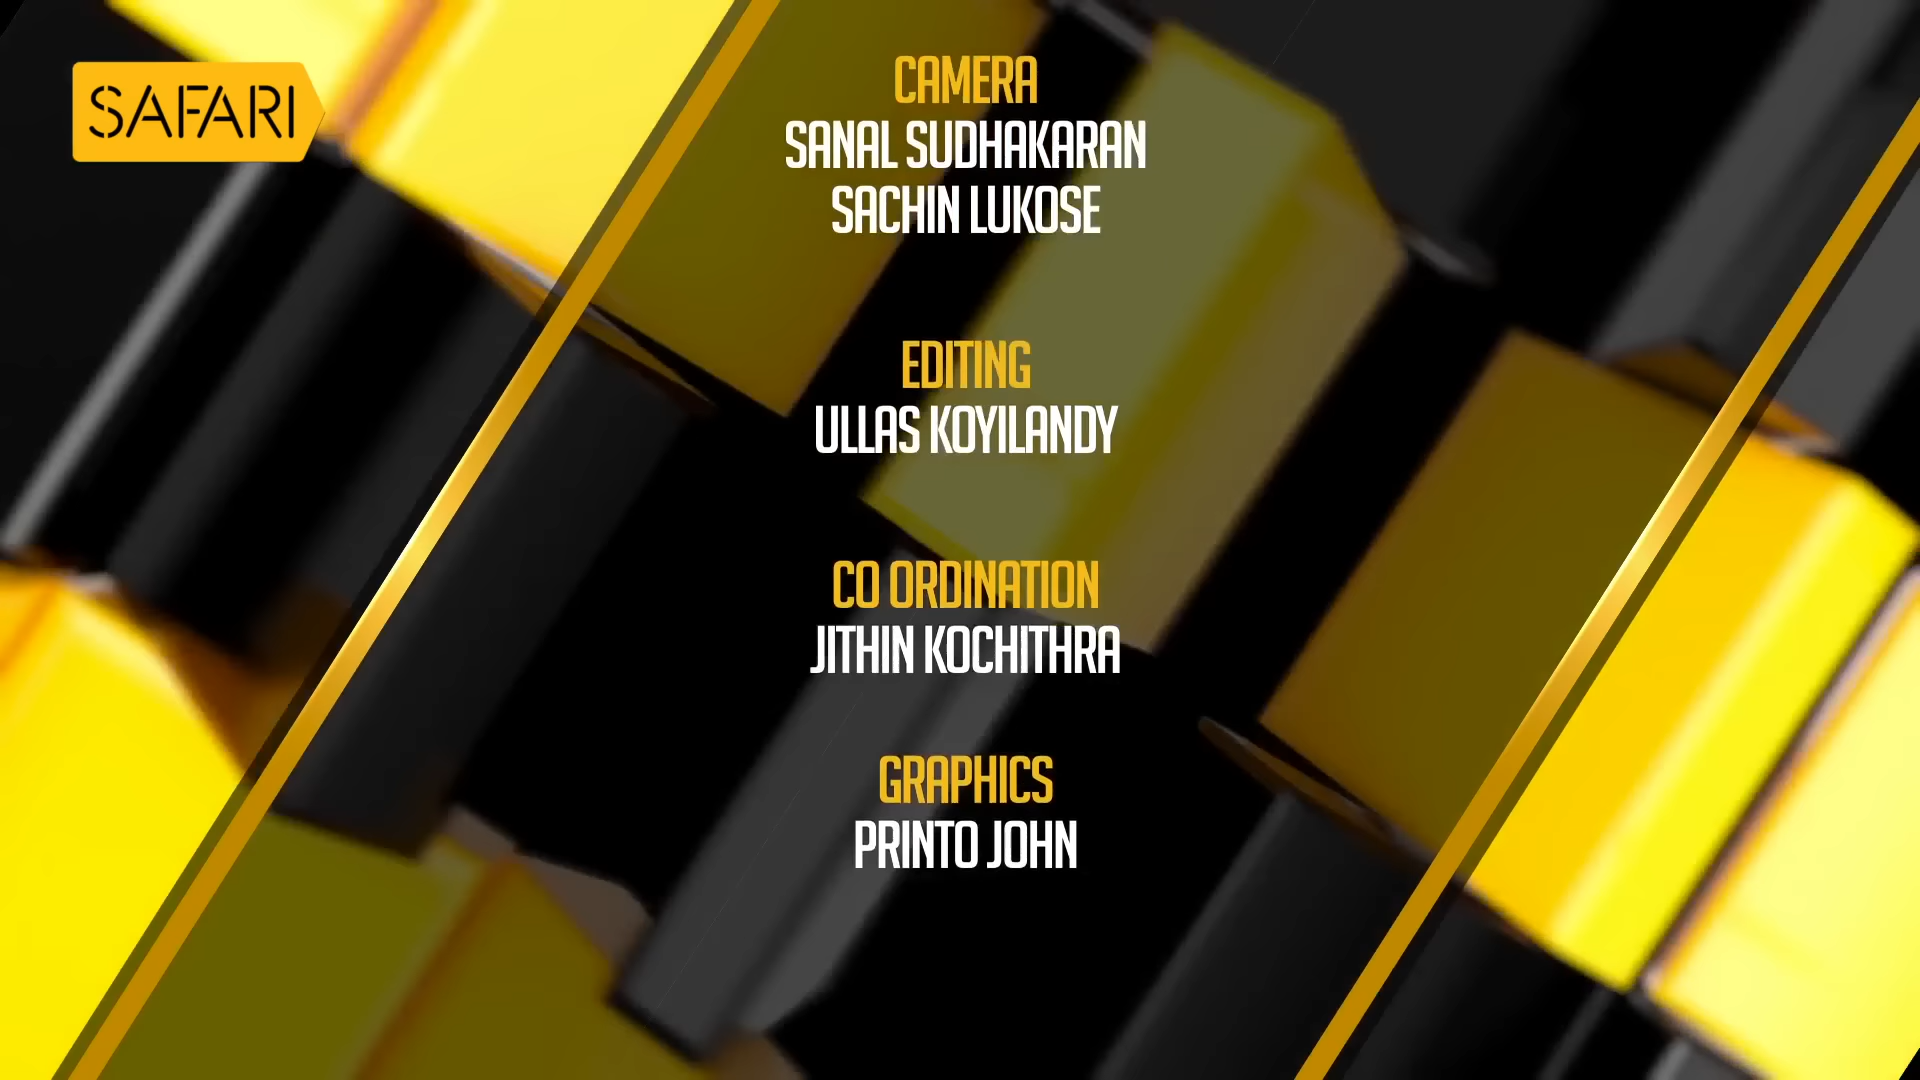 SAFARI
CAMERA
SANAL SUDHAKARAN
SACHIN LUKOSE
EDITING
ULLAS KOYILANDY
CO ORDINATION
JITHIN KOCHITHRA
GRAPHICS
PRINTO JOHN